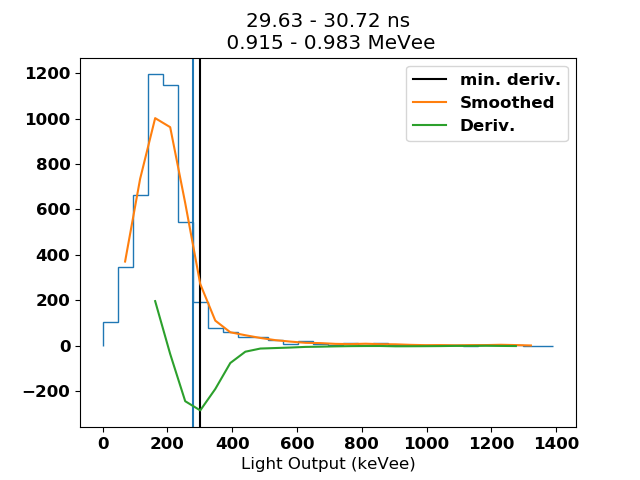 29.63 - 30.72 ns
0.915 - 0.983 MeVee
min. deriv.
Smoothed
Deriv.
1200
1000
800
600
400
200
0
−200
0 200 400 600 800 1000 1200 1400
Light Output (keVee)